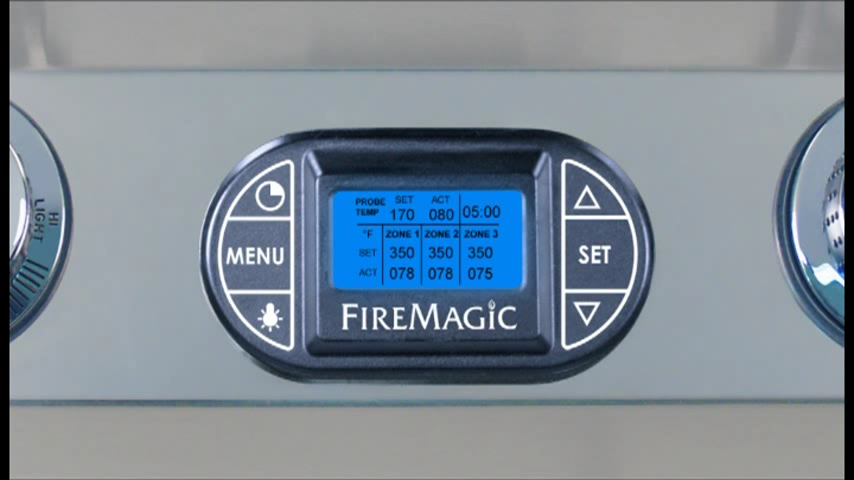 SET ACT
PROBE TEMP 170 080 05:00
°F ZONE 1 ZONE 2 ZONE 3
SET 350 350 350
ACT 078 078 075
MENU
SET
FIREMAGIC
HI
LIGHT